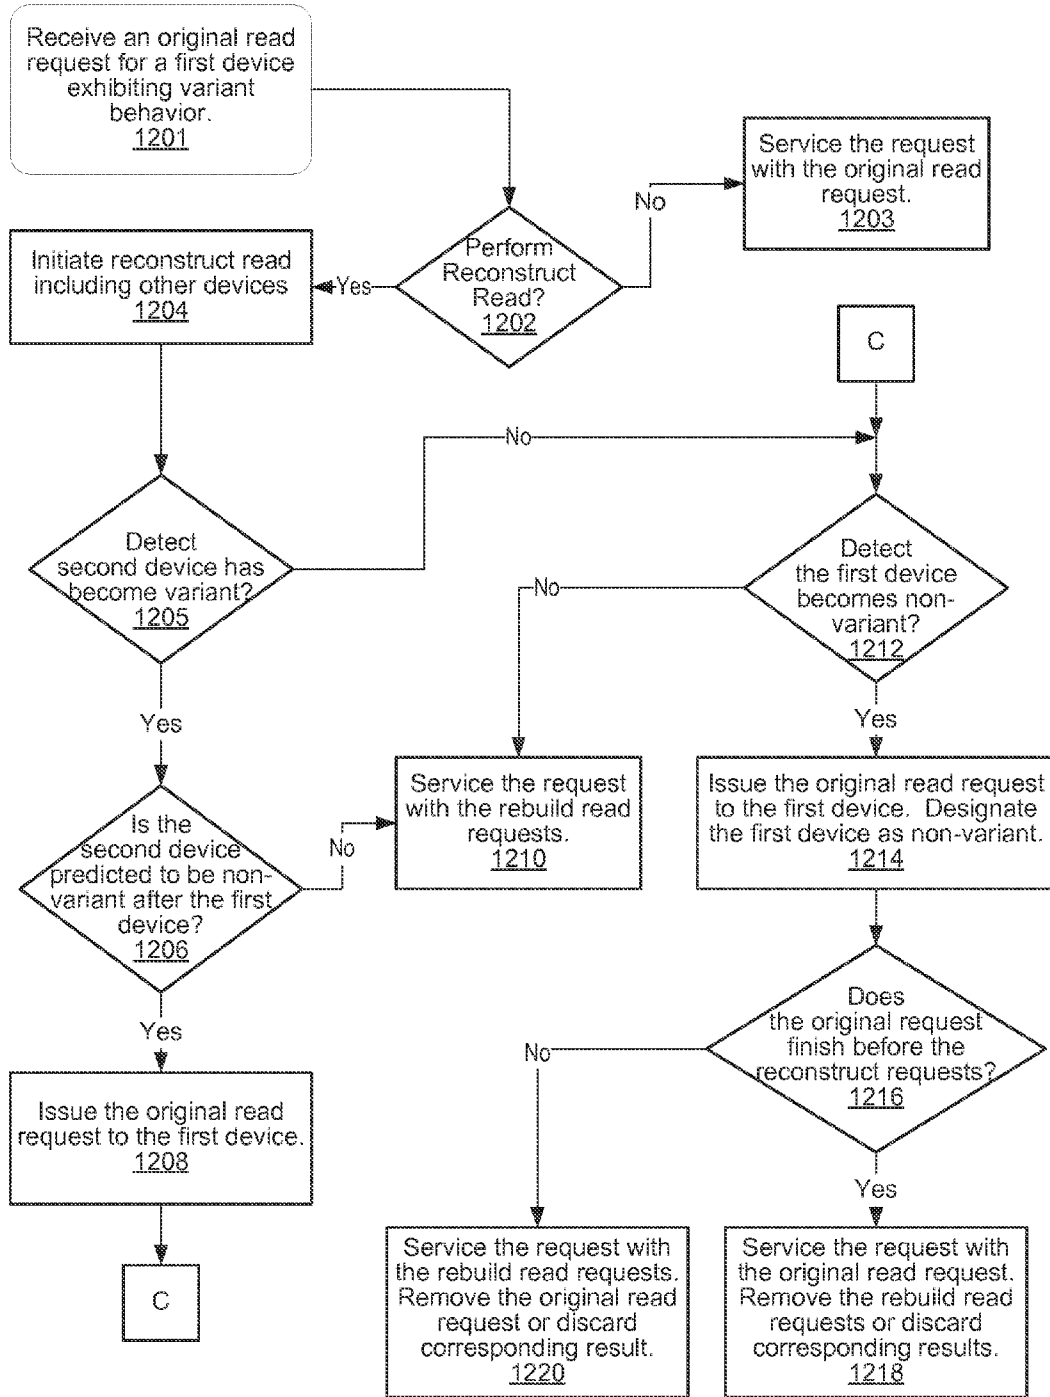 Receive an original read
request for a first device
exhibiting variant
behavior.
1201
Service the request
with the original read
request.
1203
No
Perform
Reconstruct
Read?
1202
Yes
Initiate reconstruct read
including other devices
1204
C
No
Detect
second device has
become variant?
1205
Detect
the first device
becomes non-
variant?
1212
No
Yes
Yes
Service the request
with the rebuild read
requests.
1210
Issue the original read request
to the first device. Designate
the first device as non-variant.
1214
Is the
second device
predicted to be non-
variant after the first
device?
1206
No
Yes
Does
the original request
finish before the
reconstruct requests?
1216
No
Yes
Issue the original read
request to the first device.
1208
C
Service the request with
the rebuild read requests.
Remove the original read
request or discard
corresponding result.
1220
Service the request with
the original read request.
Remove the rebuild read
requests or discard
corresponding results.
1218